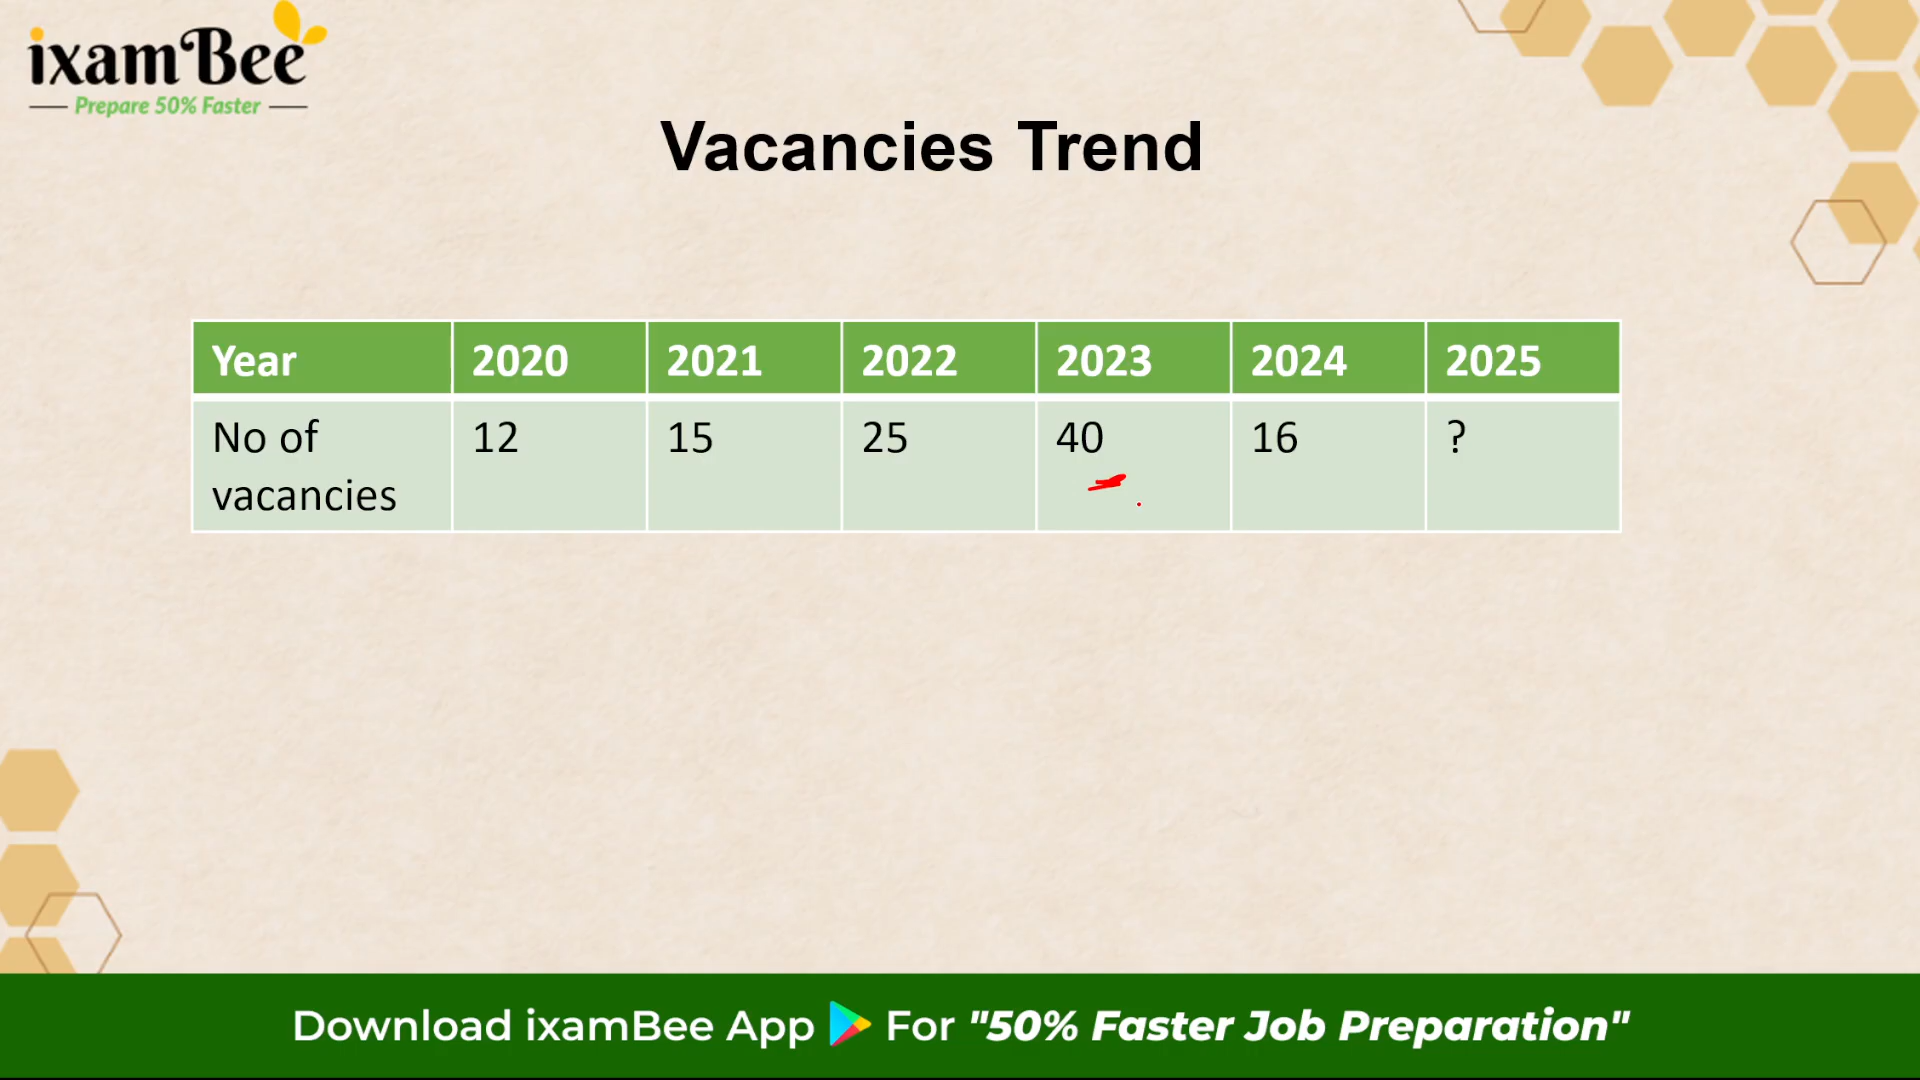 ixamBee
Prepare 50% Faster
Vacancies Trend
Year 2020 2021 2022 2023 2024 2025
No of vacancies 12 15 25 40 16 ?
Download ixamBee App For "50% Faster Job Preparation"